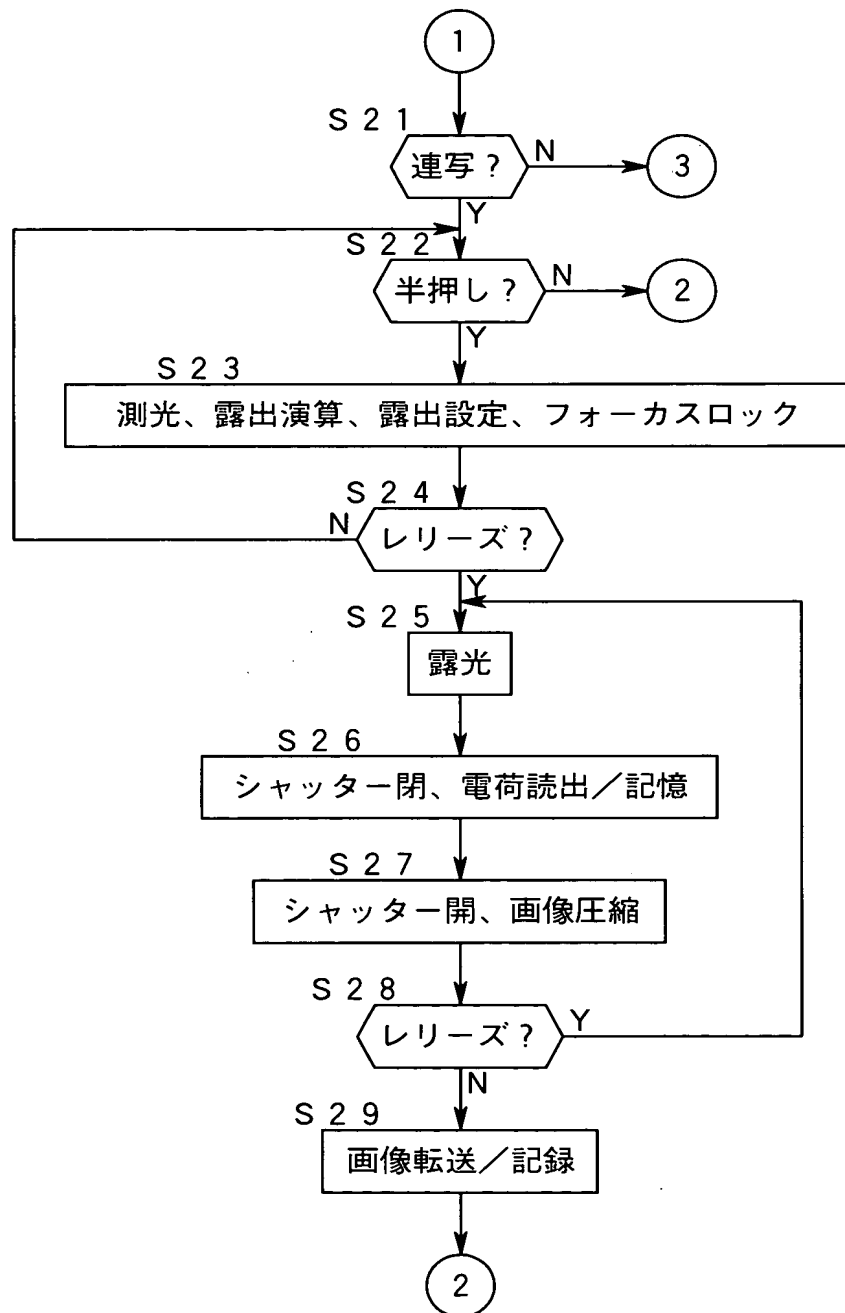 1
S21
連写?
N
3
Y
S22
半押し?
N
2
Y
S23
測光、露出演算、露出設定、フォーカスロック
S24
N
レリーズ?
Y
S25
露光
S26
シャッター閉、電荷読出/記憶
S27
シャッター開、画像圧縮
S28
レリーズ?
Y
N
S29
画像転送/記録
2